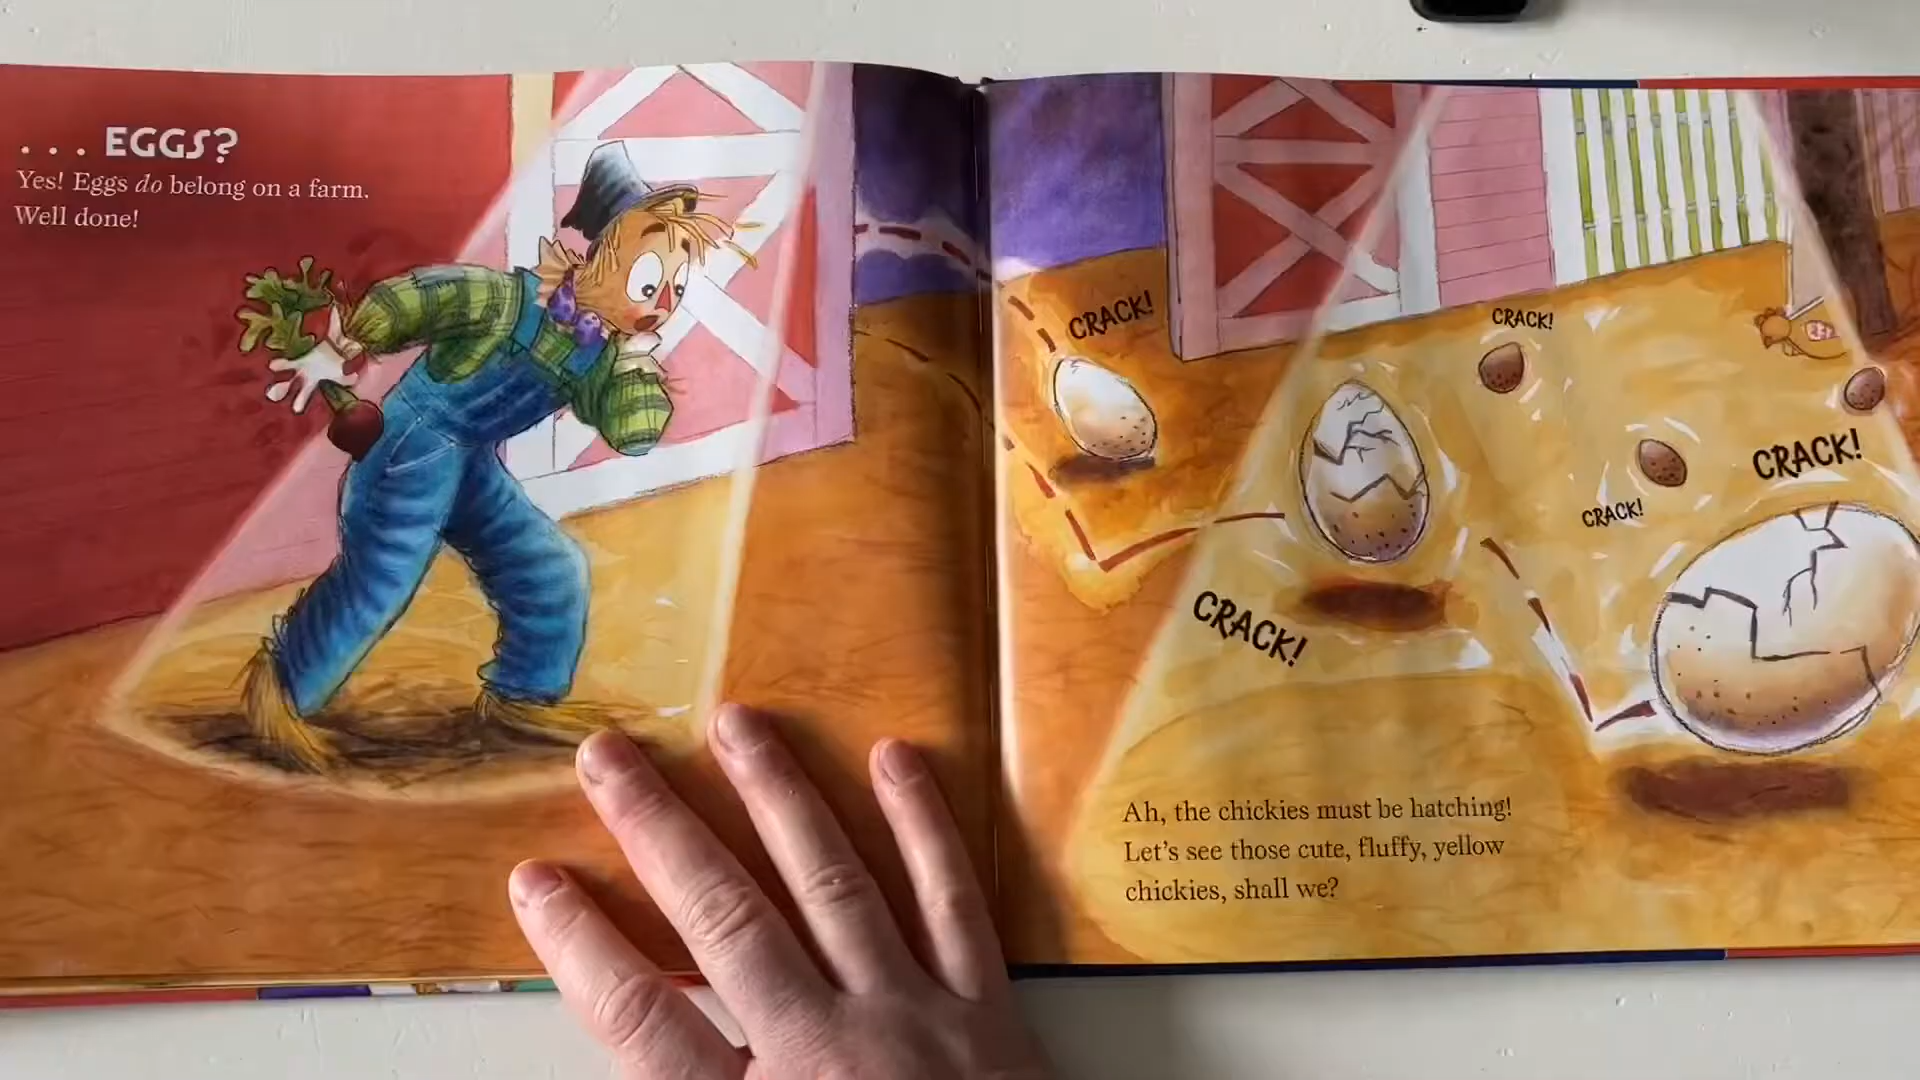 . . . EGGS?
Yes! Eggs do belong on a farm.
Well done!
CRACK!
CRACK!
CRACK!
CRACK!
CRACK!
Ah, the chickies must be hatching!
Let's see those cute, fluffy, yellow
chickies, shall we?